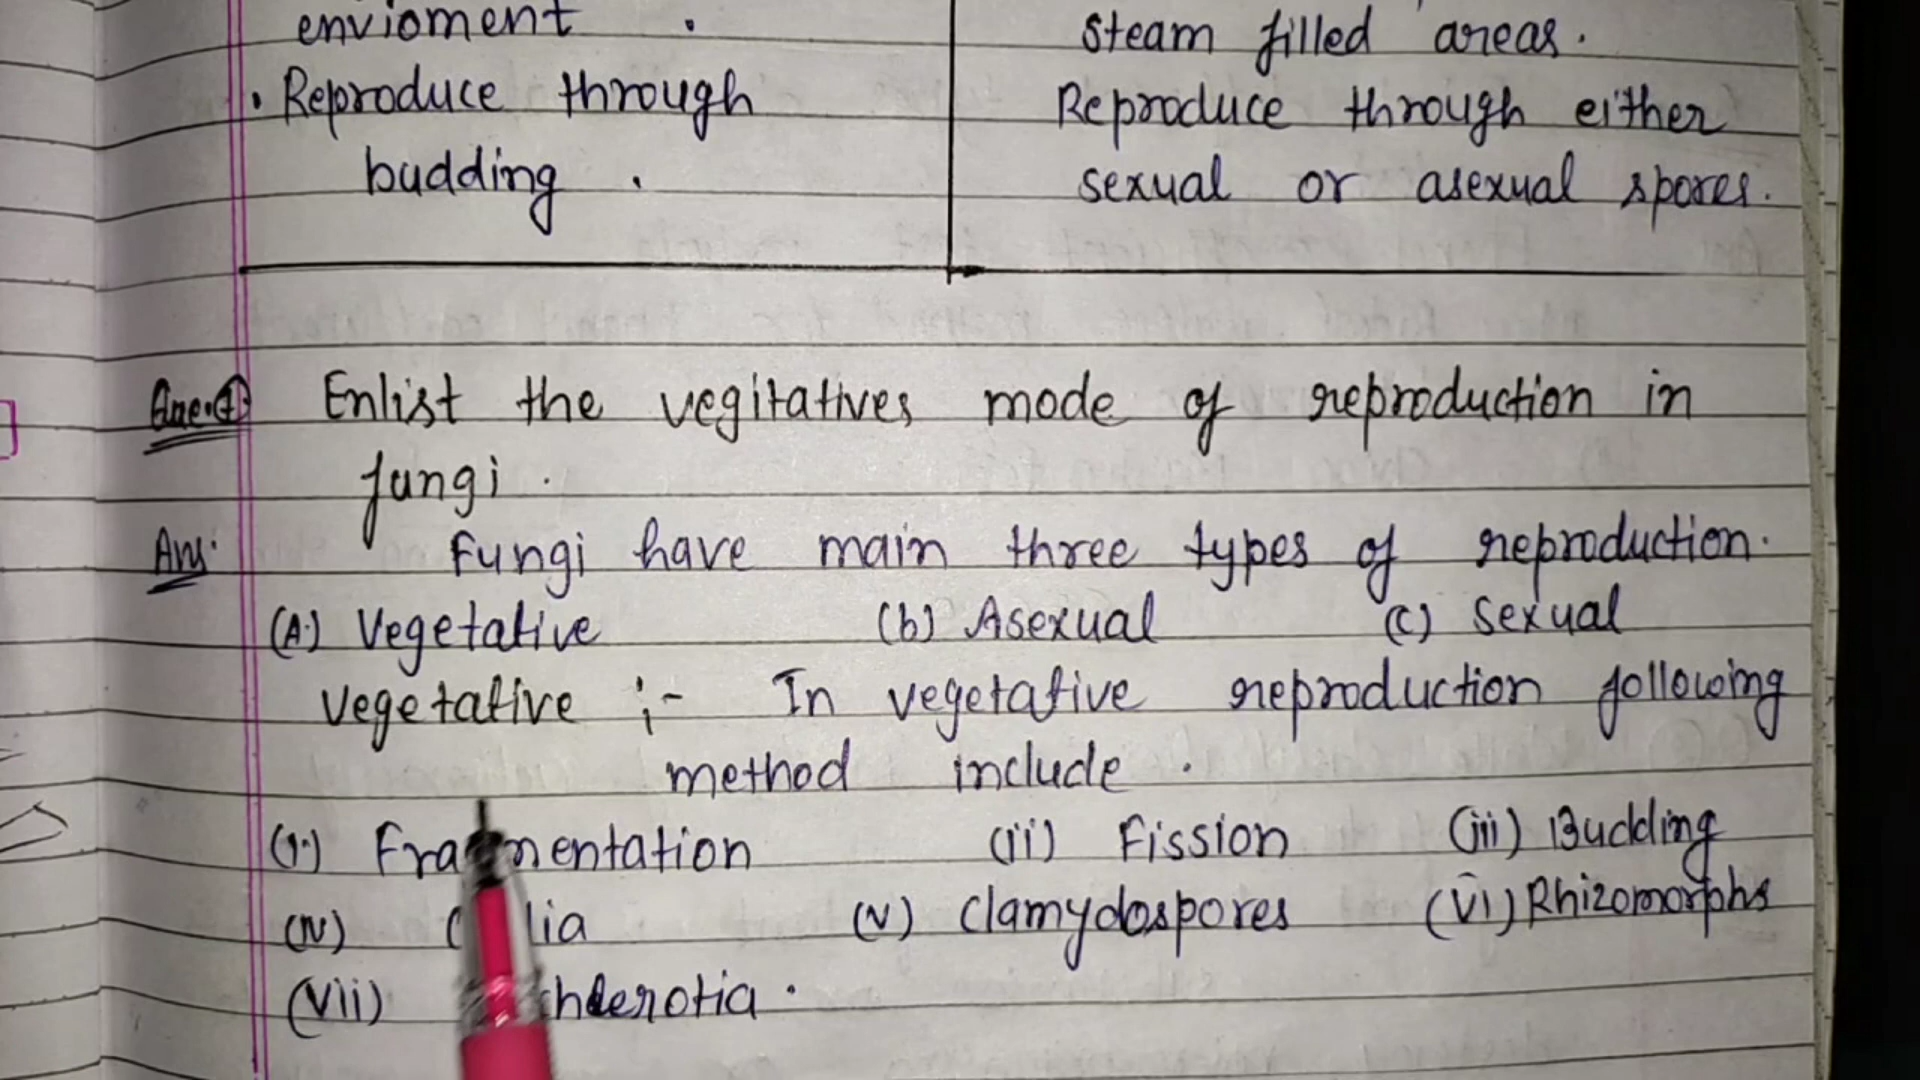 envioment .
steam filled areas.
. Reproduce through
Reproduce through either
budding .
sexual or asexual spores.
Enlist the vegitatives mode of reproduction in
fungi .
Ans. Fungi have main three types of reproduction.
(A.) Vegetative (b) Asexual (c) Sexual
Vegetative :- In vegetative reproduction following
method include .
(i.) (ii) Fission (iii) Budding
(iv) (v) Clamydospores (vi) Rhizomorphs
(vii)